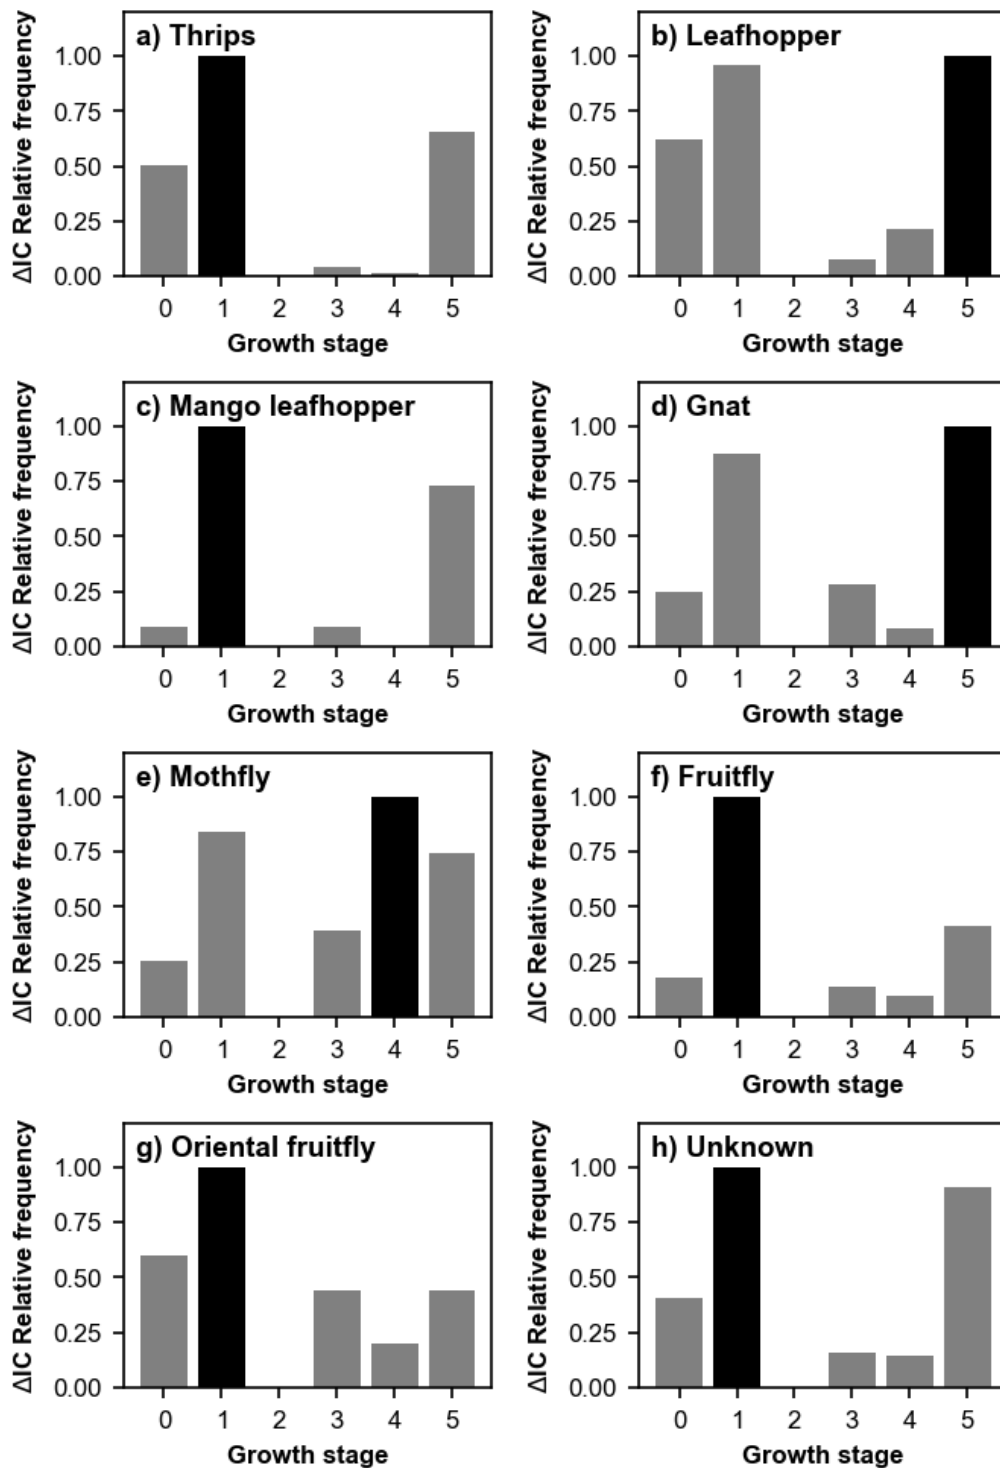 a) Thrips
ΔIC Relative frequency
1.00
0.75
0.50
0.25
0.00
0 1 2 3 4 5
Growth stage
b) Leafhopper
ΔIC Relative frequency
1.00
0.75
0.50
0.25
0.00
0 1 2 3 4 5
Growth stage
c) Mango leafhopper
ΔIC Relative frequency
1.00
0.75
0.50
0.25
0.00
0 1 2 3 4 5
Growth stage
d) Gnat
ΔIC Relative frequency
1.00
0.75
0.50
0.25
0.00
0 1 2 3 4 5
Growth stage
e) Mothfly
ΔIC Relative frequency
1.00
0.75
0.50
0.25
0.00
0 1 2 3 4 5
Growth stage
f) Fruitfly
ΔIC Relative frequency
1.00
0.75
0.50
0.25
0.00
0 1 2 3 4 5
Growth stage
g) Oriental fruitfly
ΔIC Relative frequency
1.00
0.75
0.50
0.25
0.00
0 1 2 3 4 5
Growth stage
h) Unknown
ΔIC Relative frequency
1.00
0.75
0.50
0.25
0.00
0 1 2 3 4 5
Growth stage